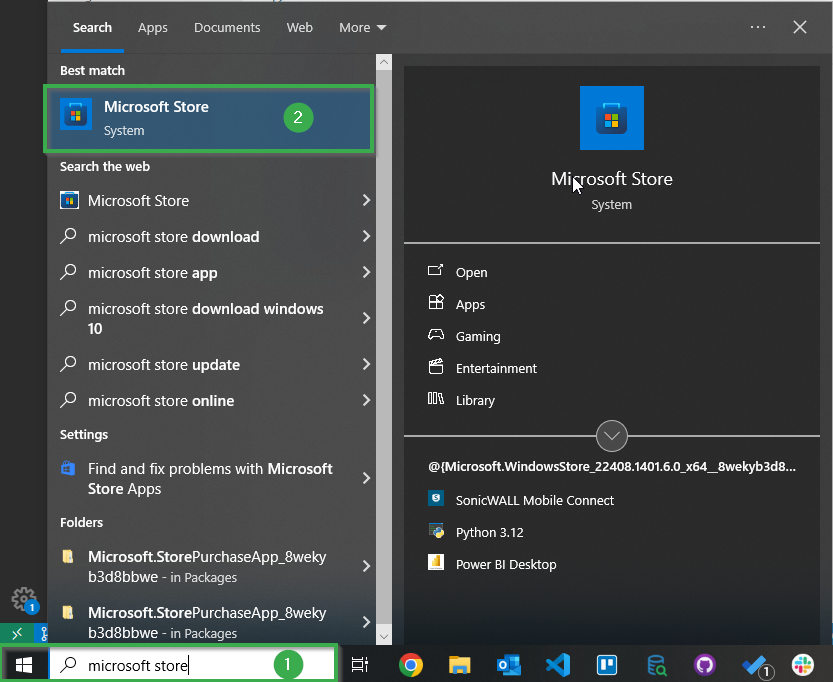 Search Apps Documents Web More
Best match
Microsoft Store
System
2
Search the web
Microsoft Store
microsoft store download
microsoft store app
microsoft store download windows
10
microsoft store update
microsoft store online
Settings
Find and fix problems with Microsoft
Store Apps
Folders
Microsoft.StorePurchaseApp_8weky
b3d8bbwe - in Packages
Microsoft.StorePurchaseApp_8weky
b3d8bbwe - in Packages
Microsoft Store
System
Open
Apps
Gaming
Entertainment
Library
@{Microsoft.WindowsStore_22408.1401.6.0_x64__8wekyb3d8...
SonicWALL Mobile Connect
Python 3.12
Power BI Desktop
1
microsoft store
1
1